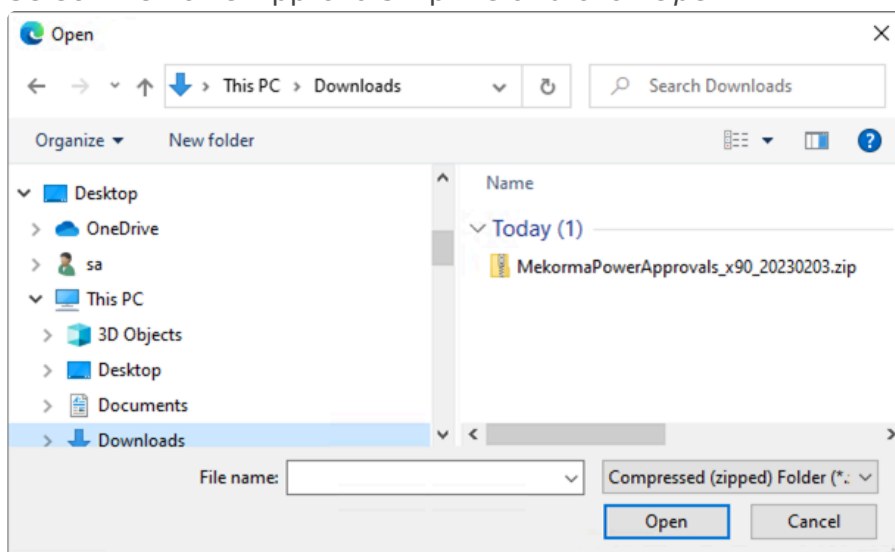 Open
This PC > Downloads
Search Downloads
Organize
New folder
Desktop
OneDrive
sa
This PC
3D Objects
Desktop
Documents
Downloads
Name
Today (1)
MekormaPowerApprovals_x90_20230203.zip
File name:
Compressed (zipped) Folder (*.:
Open
Cancel